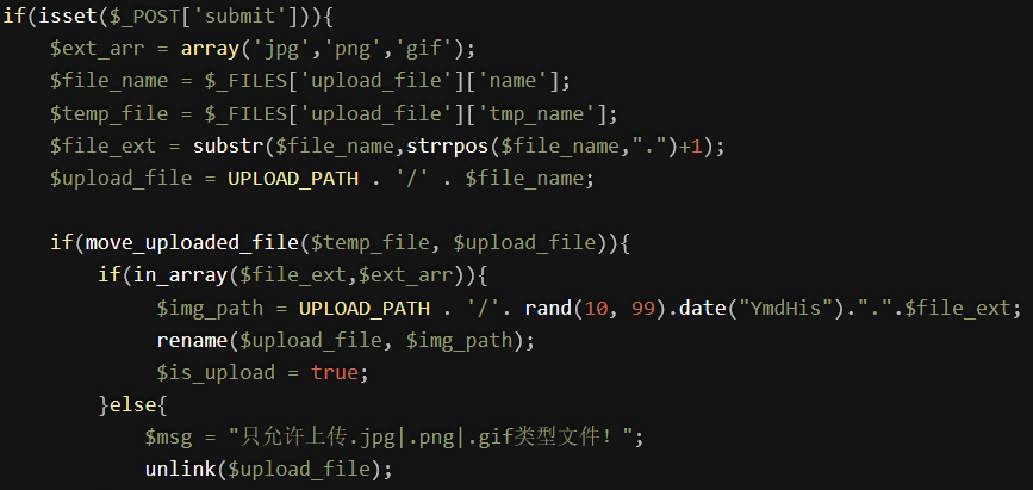 if(isset($_POST['submit'])){
    $ext_arr = array('jpg','png','gif');
    $file_name = $_FILES['upload_file']['name'];
    $temp_file = $_FILES['upload_file']['tmp_name'];
    $file_ext = substr($file_name,strrpos($file_name,".")+1);
    $upload_file = UPLOAD_PATH . '/' . $file_name;

    if(move_uploaded_file($temp_file, $upload_file)){
        if(in_array($file_ext,$ext_arr)){
             $img_path = UPLOAD_PATH . '/'. rand(10, 99).date("YmdHis").".".$file_ext;
             rename($upload_file, $img_path);
             $is_upload = true;
        }else{
            $msg = "只允许上传.jpg|.png|.gif类型文件！";
            unlink($upload_file);